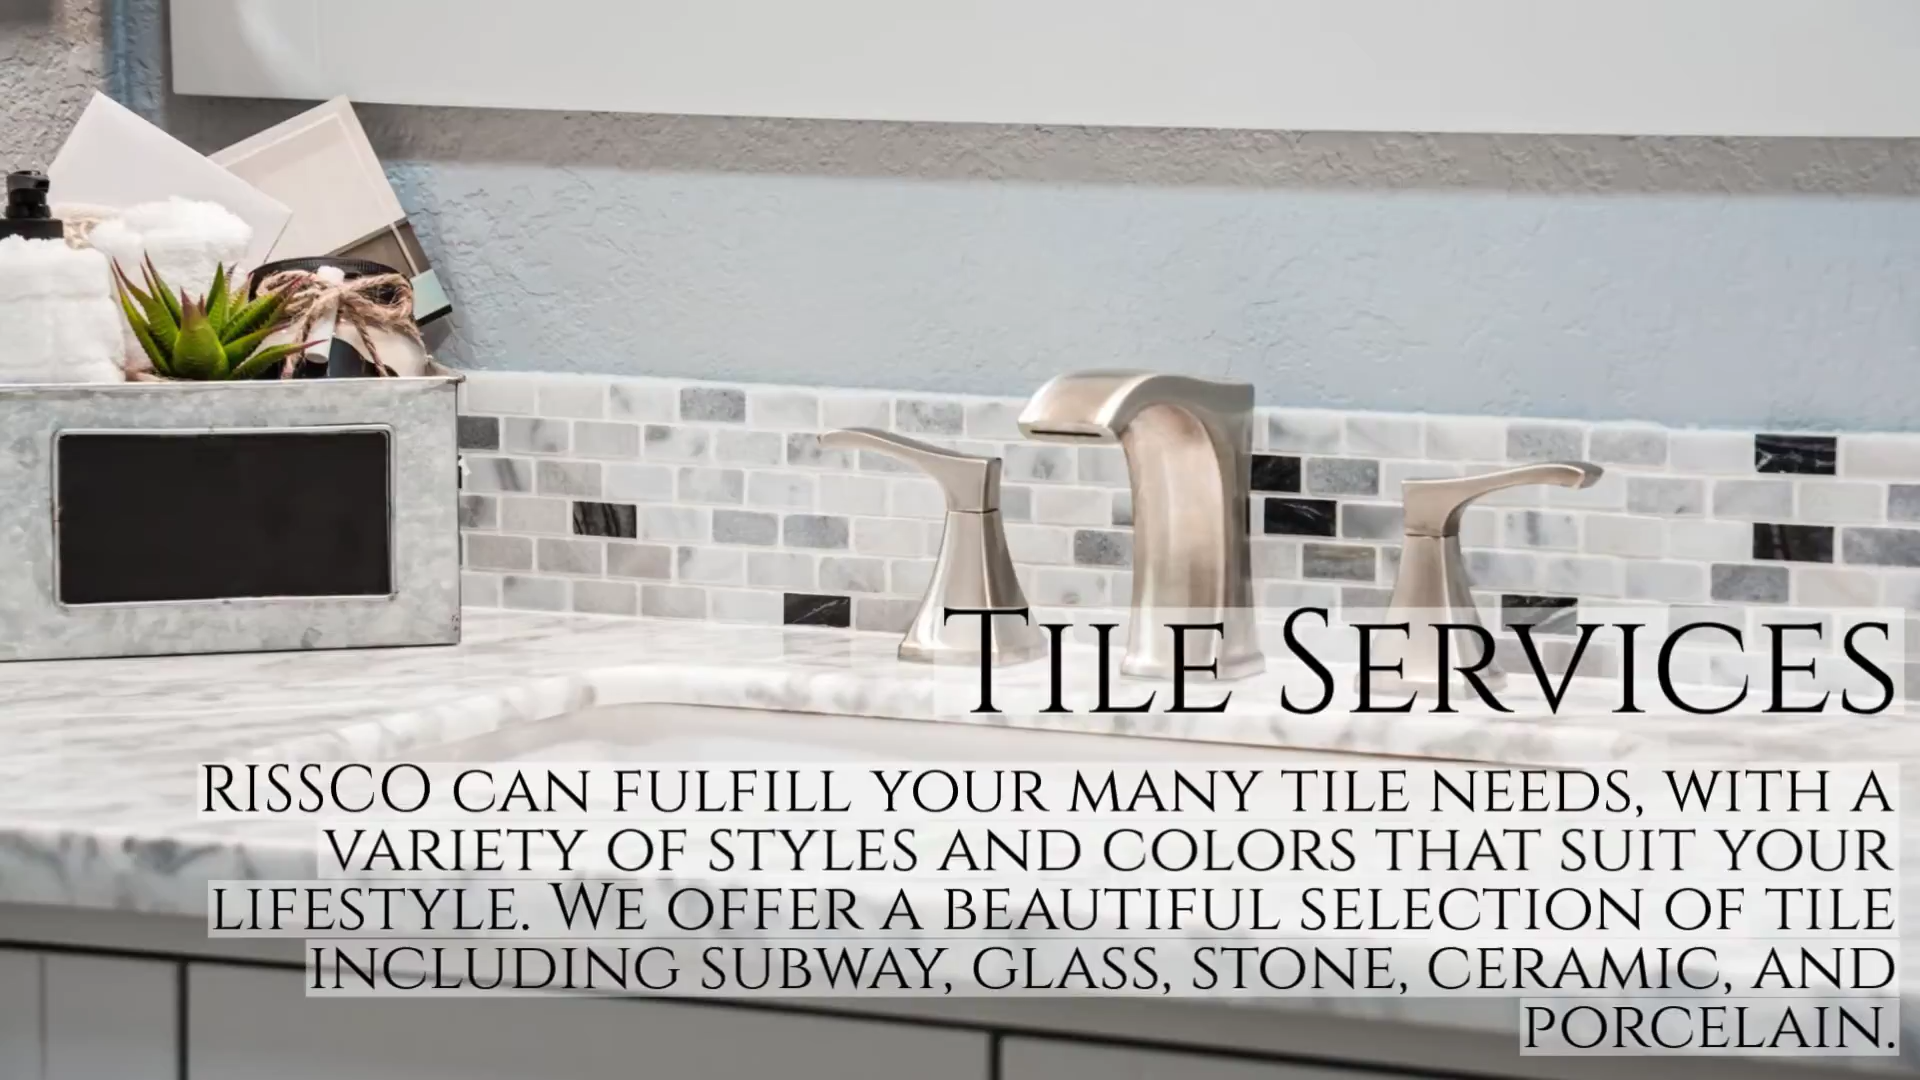 Tile Services
RISSCO can fulfill your many tile needs, with a
variety of styles and colors that suit your
lifestyle. We offer a beautiful selection of tile
including subway, glass, stone, ceramic, and
porcelain.